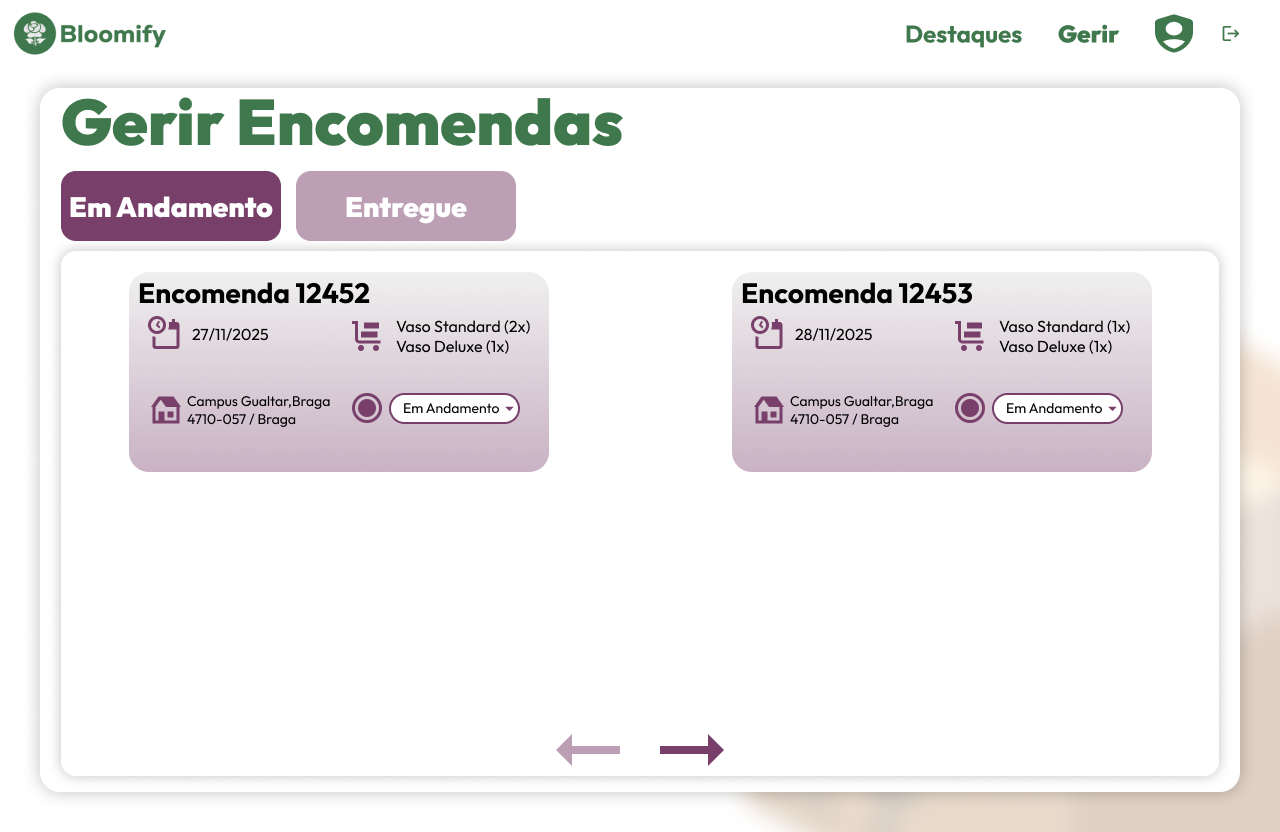 Bloomify
Destaques
Gerir
Gerir Encomendas
Em Andamento
Entregue
Encomenda 12452
27/11/2025
Vaso Standard (2x)
Vaso Deluxe (1x)
Campus Gualtar,Braga
4710-057 / Braga
Em Andamento
Encomenda 12453
28/11/2025
Vaso Standard (1x)
Vaso Deluxe (1x)
Campus Gualtar,Braga
4710-057 / Braga
Em Andamento